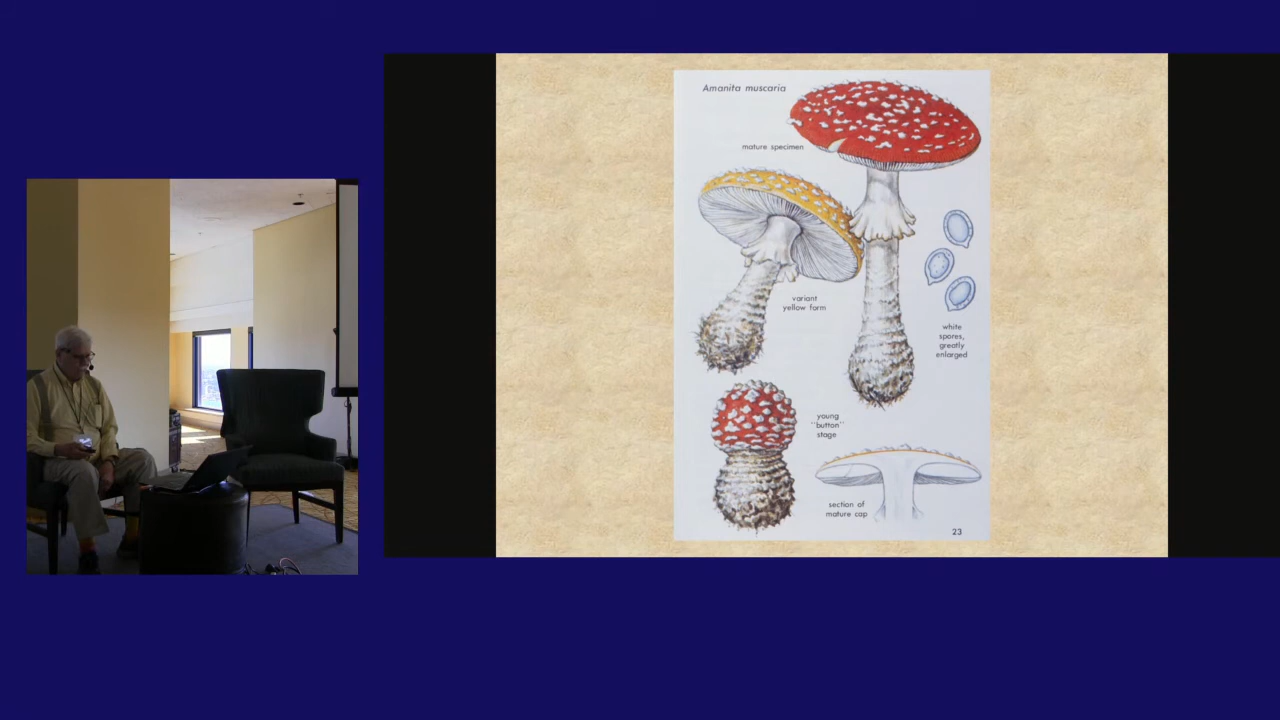 Amanita muscaria
mature specimen
variant
yellow form
white
spores,
greatly
enlarged
young
"button"
stage
section of
mature cap
23